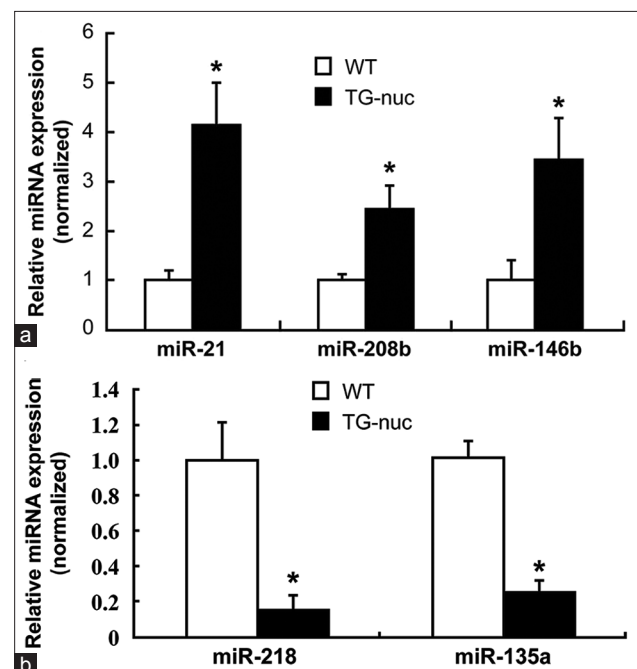 6
5
4
3
2
1
0
Relative miRNA expression
(normalized)
WT
TG-nuc
*
*
*
miR-21 miR-208b miR-146b
a
1.4
1.2
1.0
0.8
0.6
0.4
0.2
0
Relative miRNA expression
(normalized)
WT
TG-nuc
*
*
miR-218 miR-135a
b